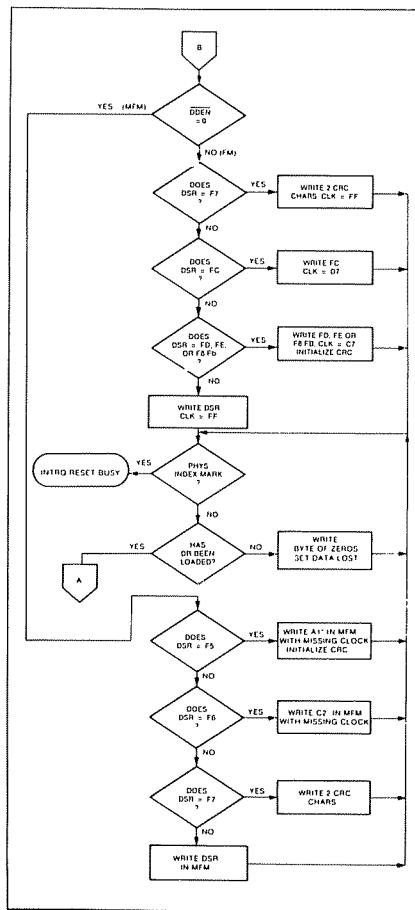 B
YES (MFM)
DDEN
= 0
NO (FM)
DOES
DSR = F7
?
YES
WRITE 2 CRC
CHARS CLK = FF
NO
DOES
DSR = FC
?
YES
WRITE FC
CLK = D7
NO
DOES
DSR = FD, FE,
OR F8 FB
?
YES
WRITE FD, FE OR
F8 FB, CLK = C7
INITIALIZE CRC
NO
WRITE DSR
CLK = FF
PHYS
INDEX MARK
?
YES
INTRQ RESET BUSY
NO
HAS
DR BEEN
LOADED?
YES
A
NO
WRITE
BYTE OF ZEROS
SET DATA LOST
DOES
DSR = F5
?
YES
WRITE A1* IN MFM
WITH MISSING CLOCK
INITIALIZE CRC
NO
DOES
DSR = F6
?
YES
WRITE C2* IN MFM
WITH MISSING CLOCK
NO
DOES
DSR = F7
?
YES
WRITE 2 CRC
CHARS
NO
WRITE DSR
IN MFM